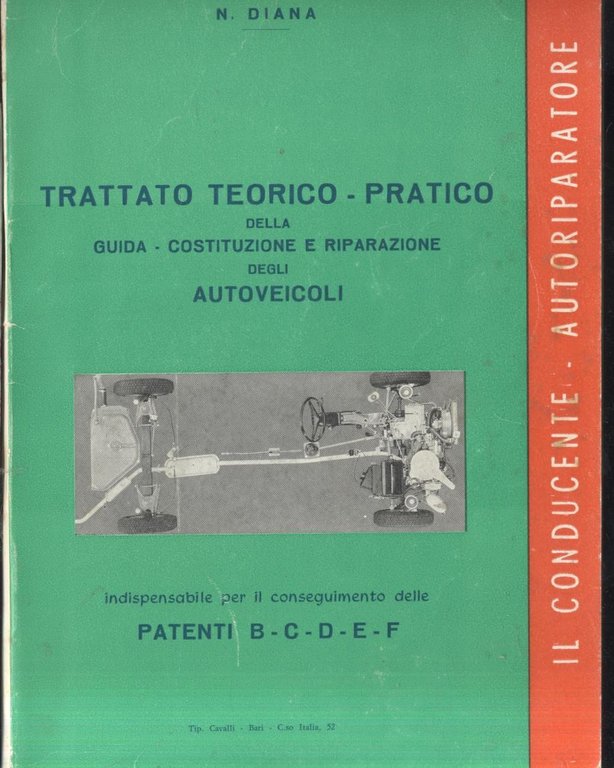 N. DIANA
TRATTATO TEORICO - PRATICO
DELLA
GUIDA - COSTITUZIONE E RIPARAZIONE
DEGLI
AUTOVEICOLI
indispensabile per il conseguimento delle
PATENTI B - C - D - E - F
Tip. Cavalli - Bari - C.so Italia, 52
IL CONDUCENTE - AUTORIPARATORE